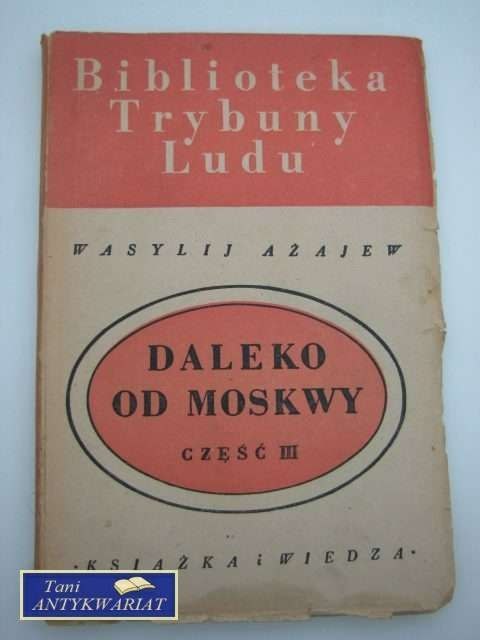 Biblioteka
Trybuny
Ludu
WASYLIJ AŻAJEW
DALEKO
OD MOSKWY
CZĘŚĆ III
·KSIĄŻKA i WIEDZA·
Tani
ANTYKWARIAT